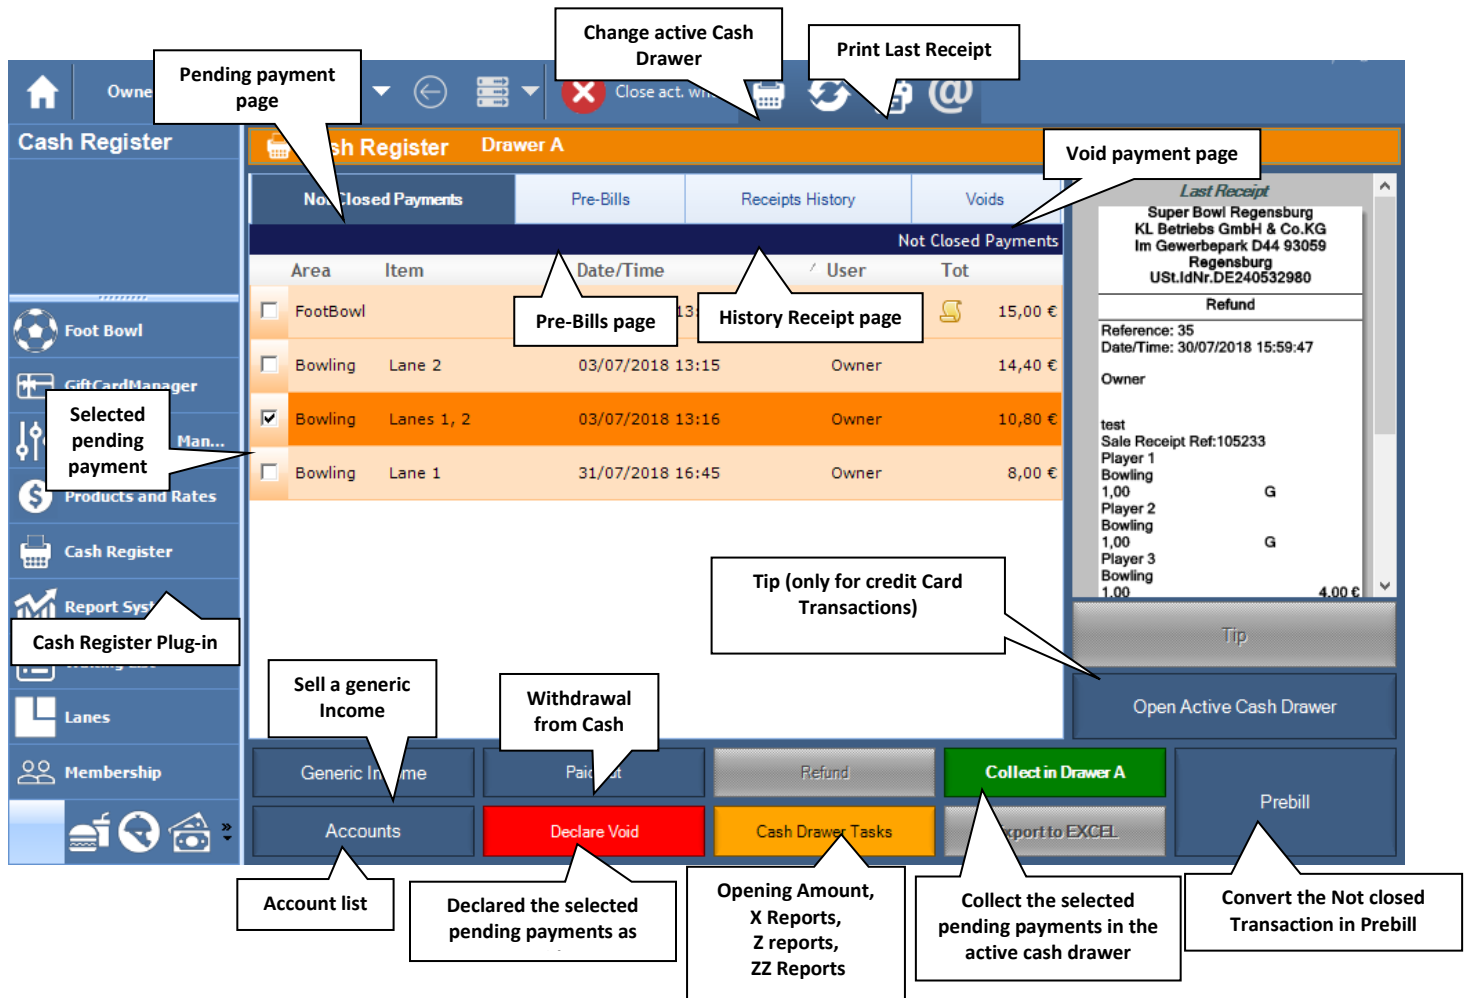 Change active Cash
Drawer
Print Last Receipt
Pending payment
page
Owne
Close act. wh
@
Cash Register
sh Register Drawer A
Void payment page
Not Closed Payments
Pre-Bills
Receipts History
Voids
Not Closed Payments
Area Item Date/Time User Tot
FootBowl 13: 15,00 €
Pre-Bills page
History Receipt page
Bowling Lane 2 03/07/2018 13:15 Owner 14,40 €
Bowling Lanes 1, 2 03/07/2018 13:16 Owner 10,80 €
Bowling Lane 1 31/07/2018 16:45 Owner 8,00 €
Last Receipt
Super Bowl Regensburg
KL Betriebs GmbH & Co.KG
Im Gewerbepark D44 93059
Regensburg
USt.IdNr.DE240532980
Refund
Reference: 35
Date/Time: 30/07/2018 15:59:47
Owner
test
Sale Receipt Ref:105233
Player 1
Bowling
1,00 G
Player 2
Bowling
1,00 G
Player 3
Bowling
1,00 4,00 €
Foot Bowl
GiftCardManager
Selected
pending
payment
Man...
Products and Rates
Cash Register
Report Syst
Cash Register Plug-in
Lanes
Membership
»
Tip (only for credit Card
Transactions)
Tip
Open Active Cash Drawer
Sell a generic
Income
Withdrawal
from Cash
Generic Income
Paid Out
Refund
Collect in Drawer A
Prebill
Accounts
Declare Void
Cash Drawer Tasks
Export to EXCEL
Account list
Declared the selected
pending payments as
Opening Amount,
X Reports,
Z reports,
ZZ Reports
Collect the selected
pending payments in the
active cash drawer
Convert the Not closed
Transaction in Prebill